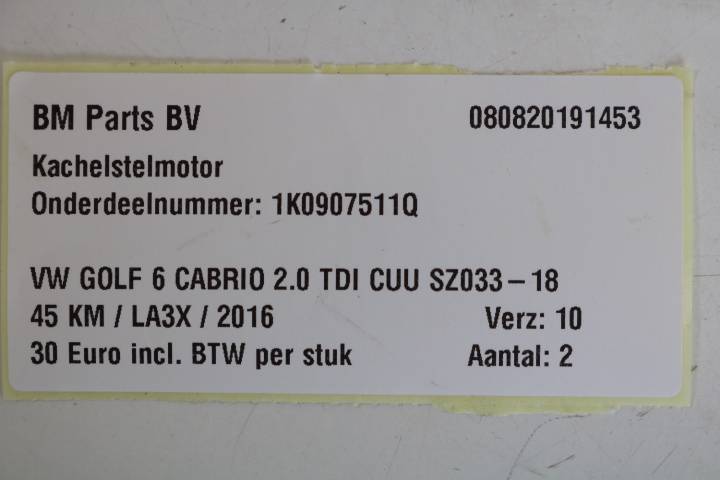 BM Parts BV 080820191453
Kachelstelmotor
Onderdeelnummer: 1K0907511Q
VW GOLF 6 CABRIO 2.0 TDI CUU SZ033-18
45 KM / LA3X / 2016 Verz: 10
30 Euro incl. BTW per stuk Aantal: 2